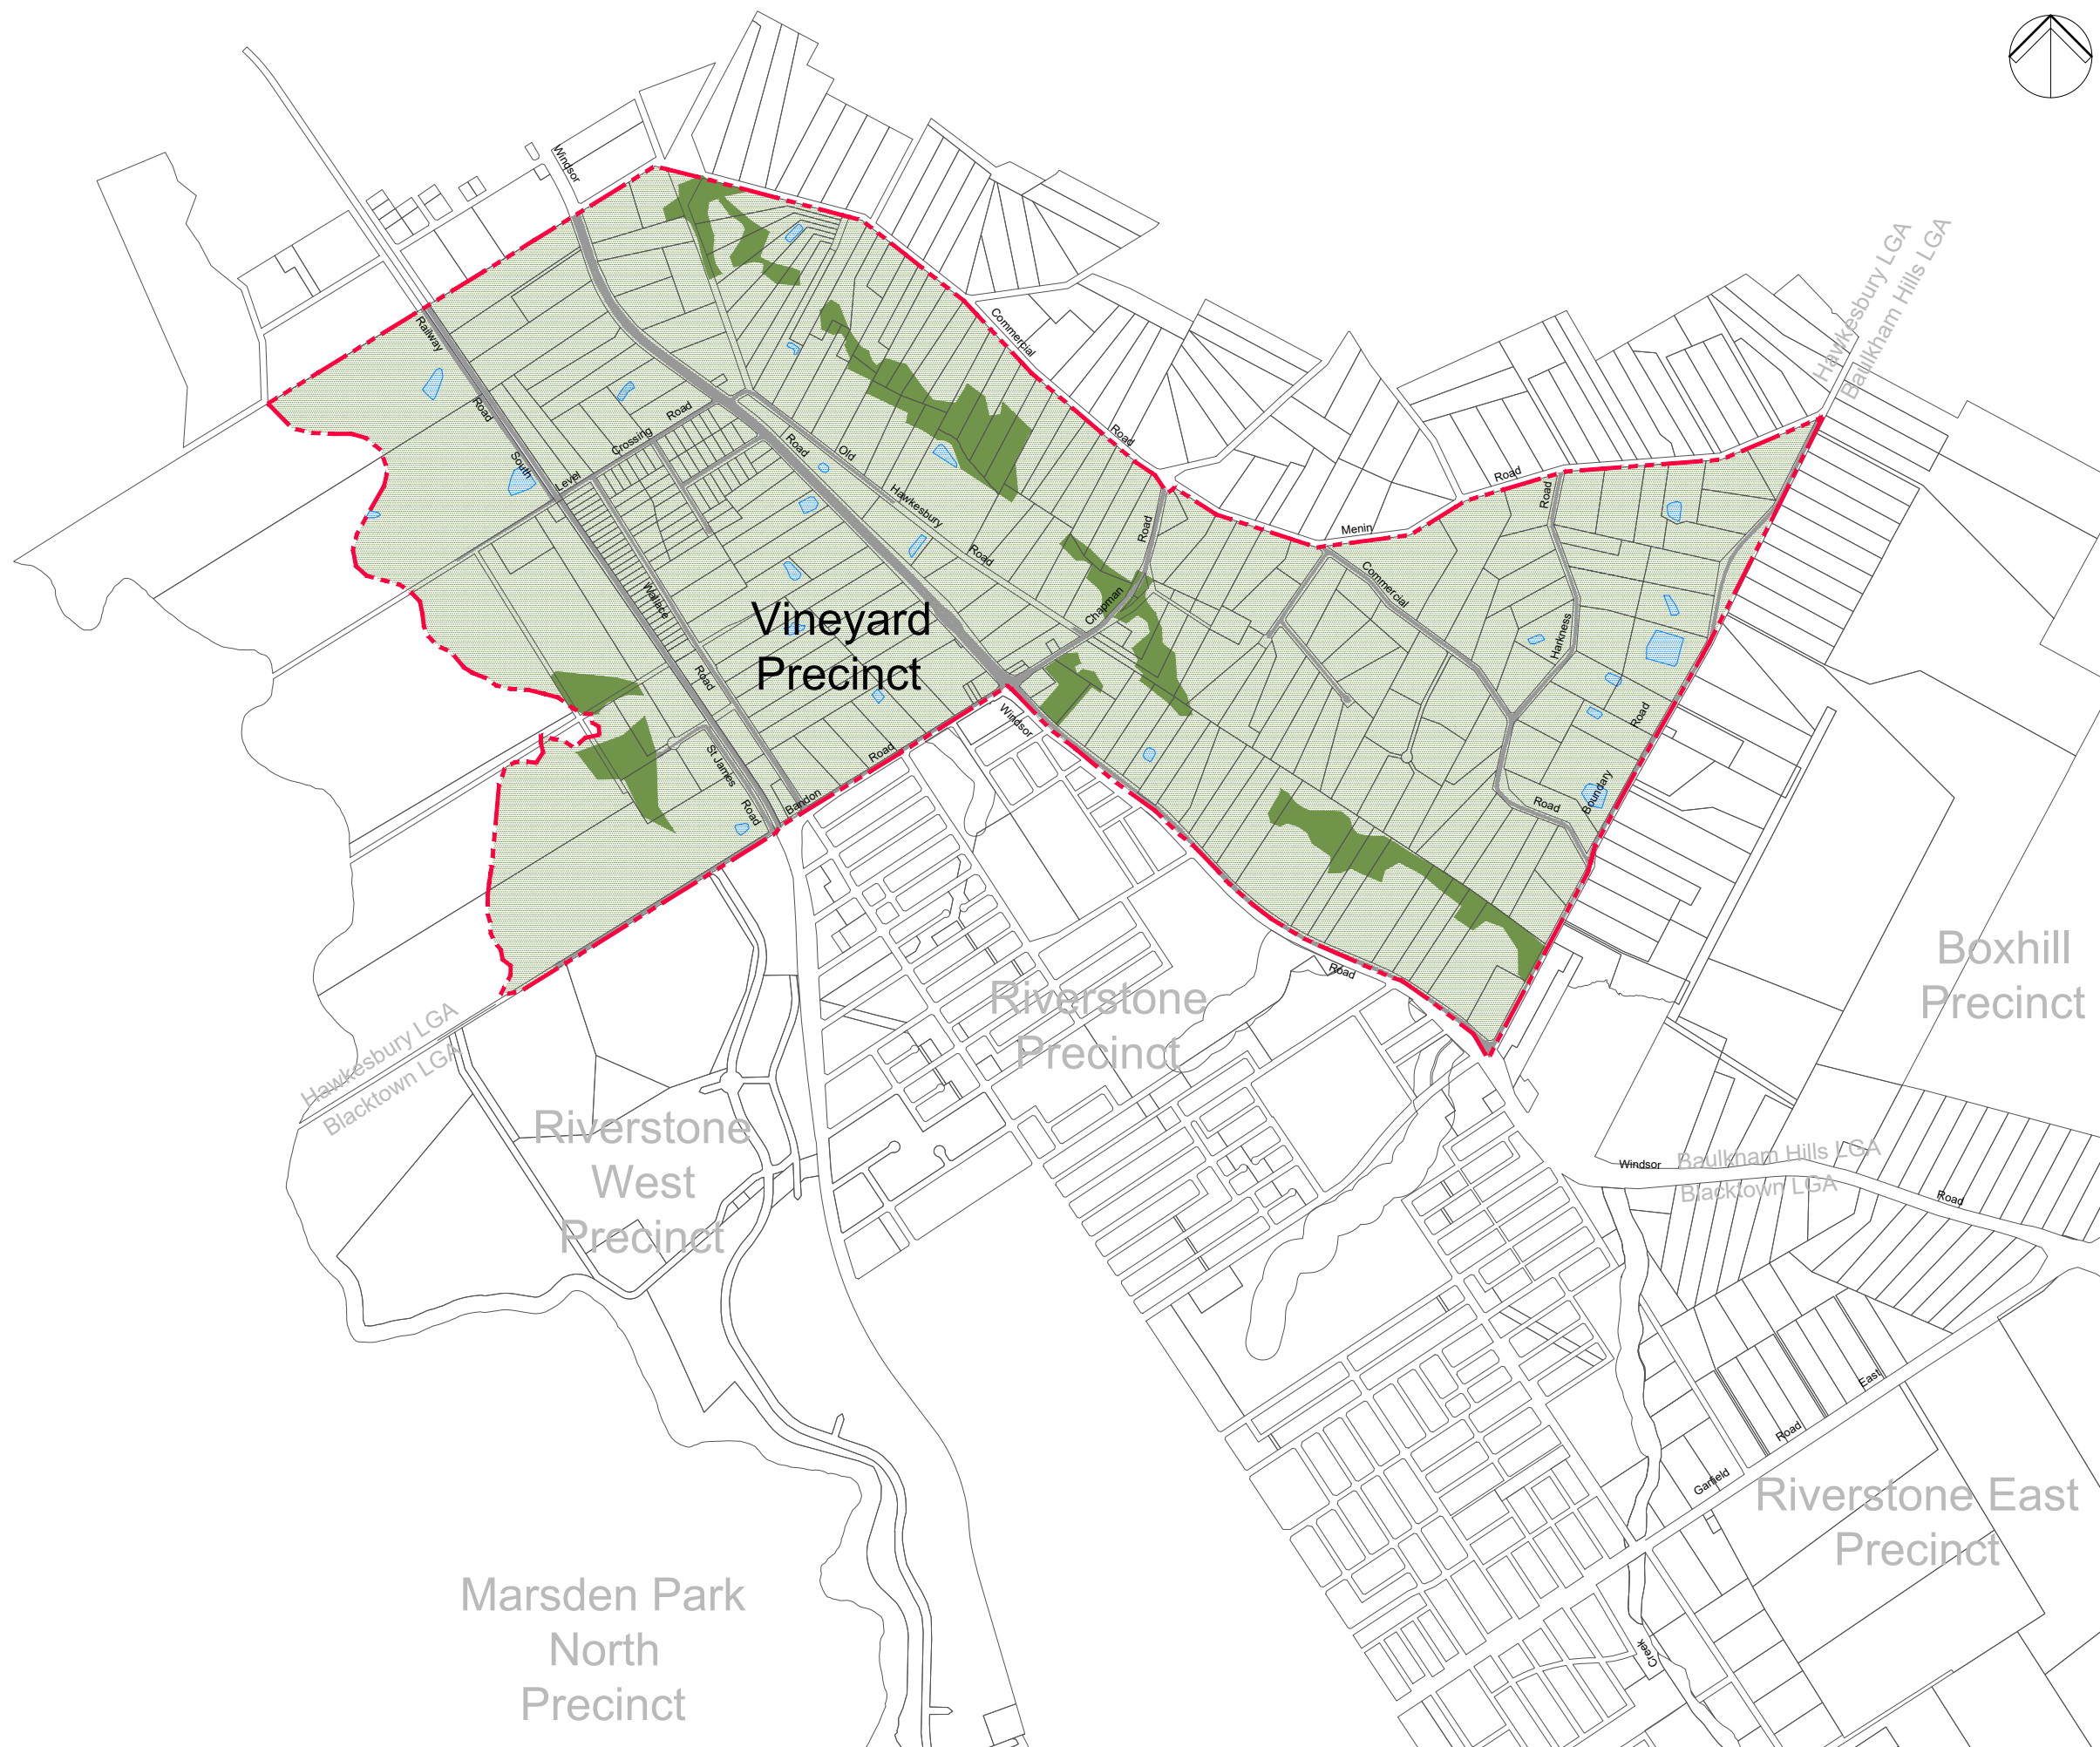 Windsor
Hawkesbury LGA
Baulkham Hills LGA
Railway
Commercial
Road
Road
Crossing
Road
Old
Road
South
Level
Hawkesbury
Road
Road
Road
Road
Menin
Commercial
Chapman
Wallace
Harkness
Vineyard
Precinct
Road
Windsor
Road
Road
St James
Road
Bandon
Road
Boundary
Boxhill
Precinct
Road
Riverstone
Precinct
Hawkesbury LGA
Blacktown LGA
Riverstone
West
Precinct
Windsor
Baulkham Hills LGA
Blacktown LGA
Road
East
Road
Garfield
Riverstone East
Precinct
Marsden Park
North
Precinct
Creek